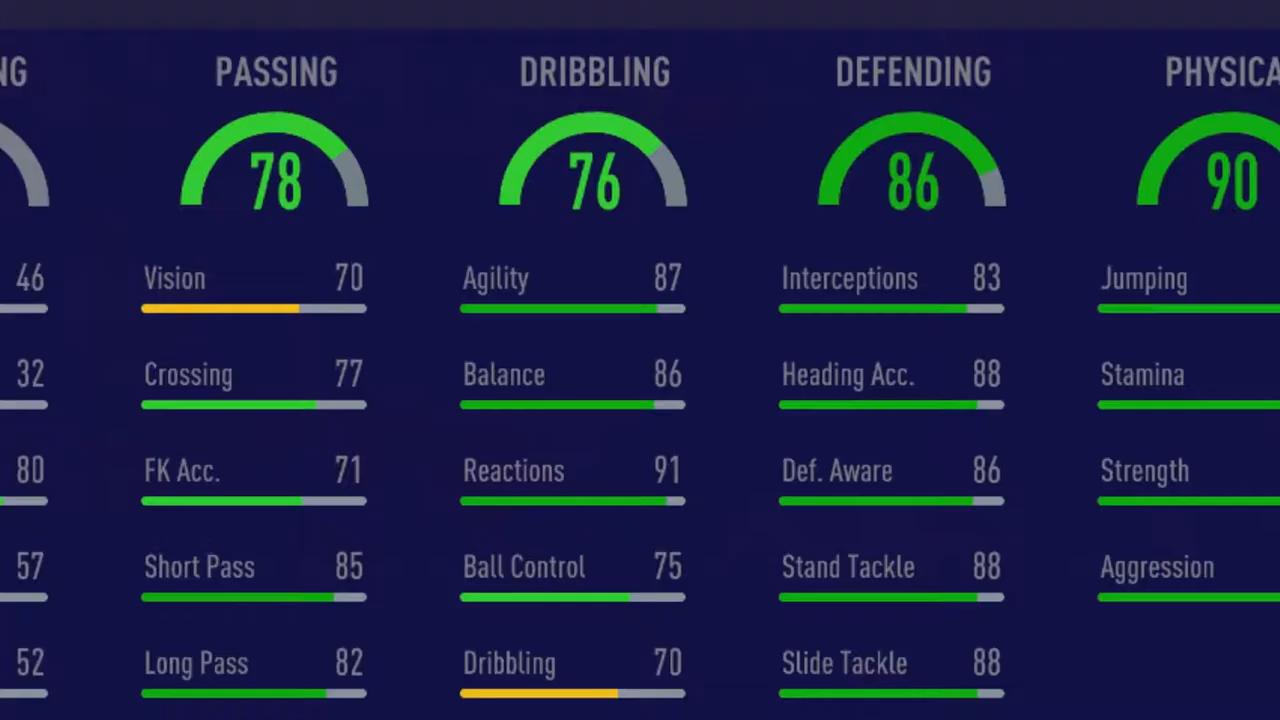 NG PASSING DRIBBLING DEFENDING PHYSICA
78 76 86 90
46 Vision 70 Agility 87 Interceptions 83 Jumping
32 Crossing 77 Balance 86 Heading Acc. 88 Stamina
80 FK Acc. 71 Reactions 91 Def. Aware 86 Strength
57 Short Pass 85 Ball Control 75 Stand Tackle 88 Aggression
52 Long Pass 82 Dribbling 70 Slide Tackle 88